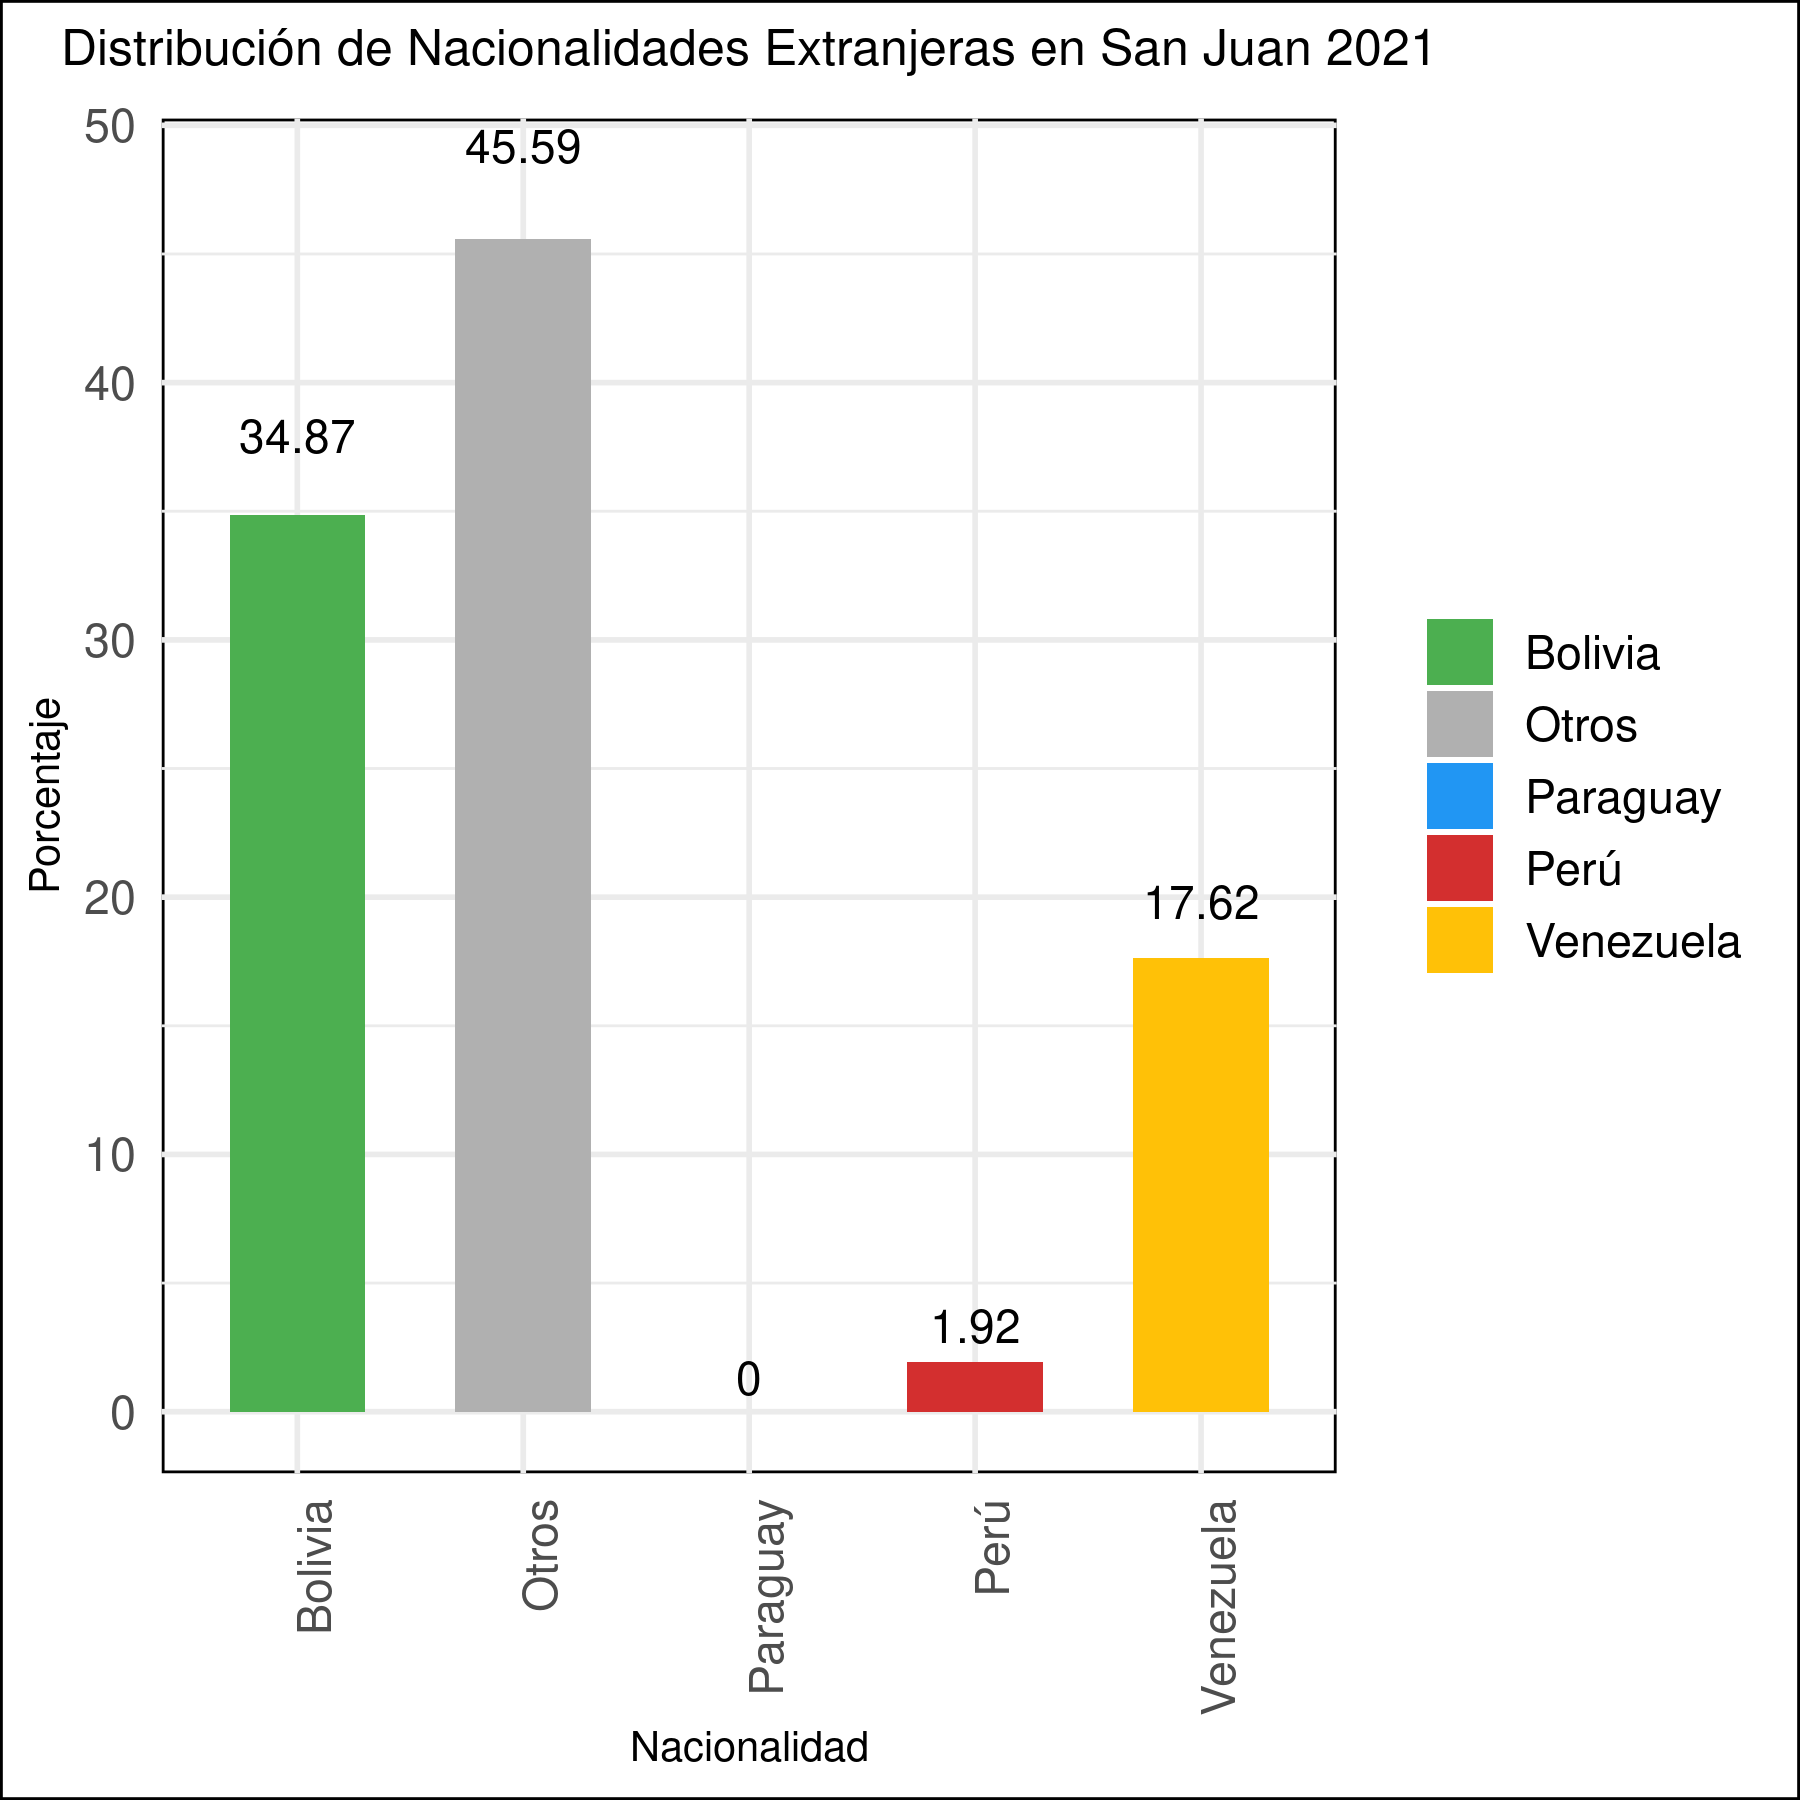 Distribución de Nacionalidades Extranjeras en San Juan 2021
50
40
30
20
10
0
Porcentaje
34.87
45.59
0
1.92
17.62
Bolivia
Otros
Paraguay
Perú
Venezuela
Nacionalidad
Bolivia
Otros
Paraguay
Perú
Venezuela